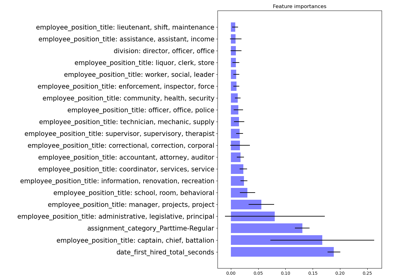 Feature importances
employee_position_title: lieutenant, shift, maintenance
employee_position_title: assistance, assistant, income
division: director, officer, office
employee_position_title: liquor, clerk, store
employee_position_title: worker, social, leader
employee_position_title: enforcement, inspector, force
employee_position_title: community, health, security
employee_position_title: officer, office, police
employee_position_title: technician, mechanic, supply
employee_position_title: supervisor, supervisory, therapist
employee_position_title: correctional, correction, corporal
employee_position_title: accountant, attorney, auditor
employee_position_title: coordinator, services, service
employee_position_title: information, renovation, recreation
employee_position_title: school, room, behavioral
employee_position_title: manager, projects, project
employee_position_title: administrative, legislative, principal
assignment_category_Parttime-Regular
employee_position_title: captain, chief, battalion
date_first_hired_total_seconds
0.00 0.05 0.10 0.15 0.20 0.25